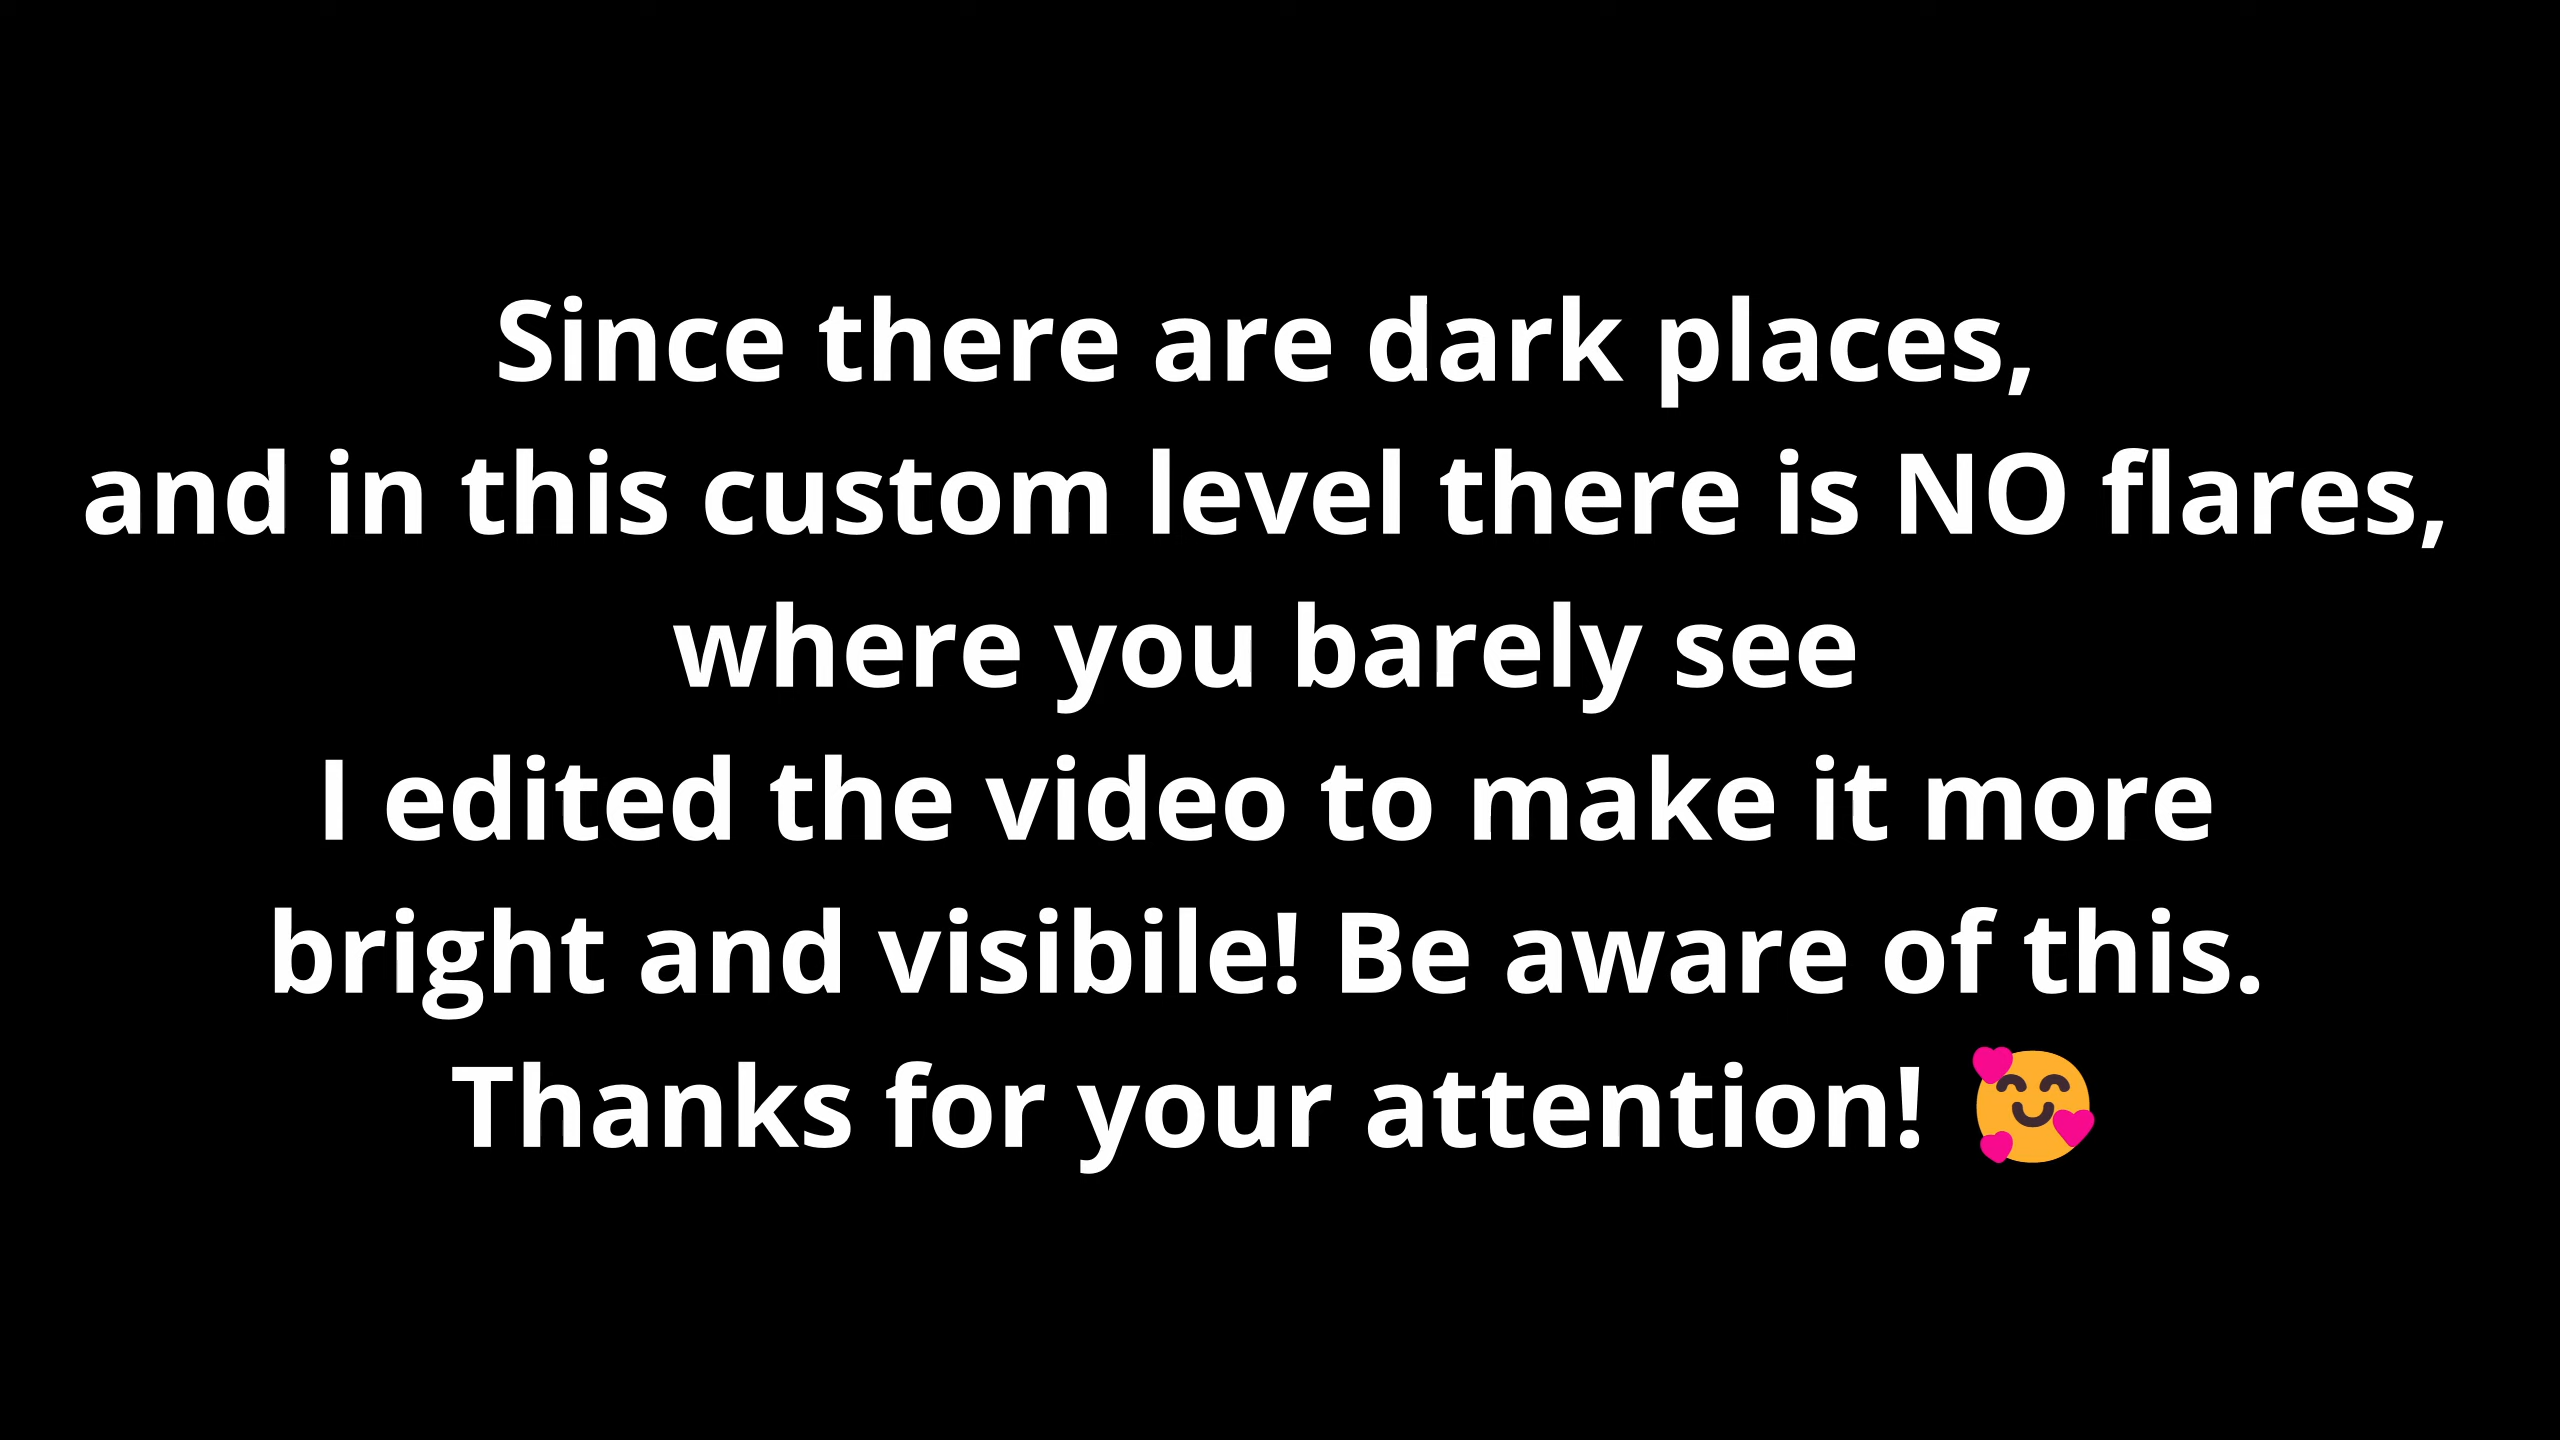 Since there are dark places,
and in this custom level there is NO flares,
where you barely see
I edited the video to make it more
bright and visibile! Be aware of this.
Thanks for your attention! 🥰